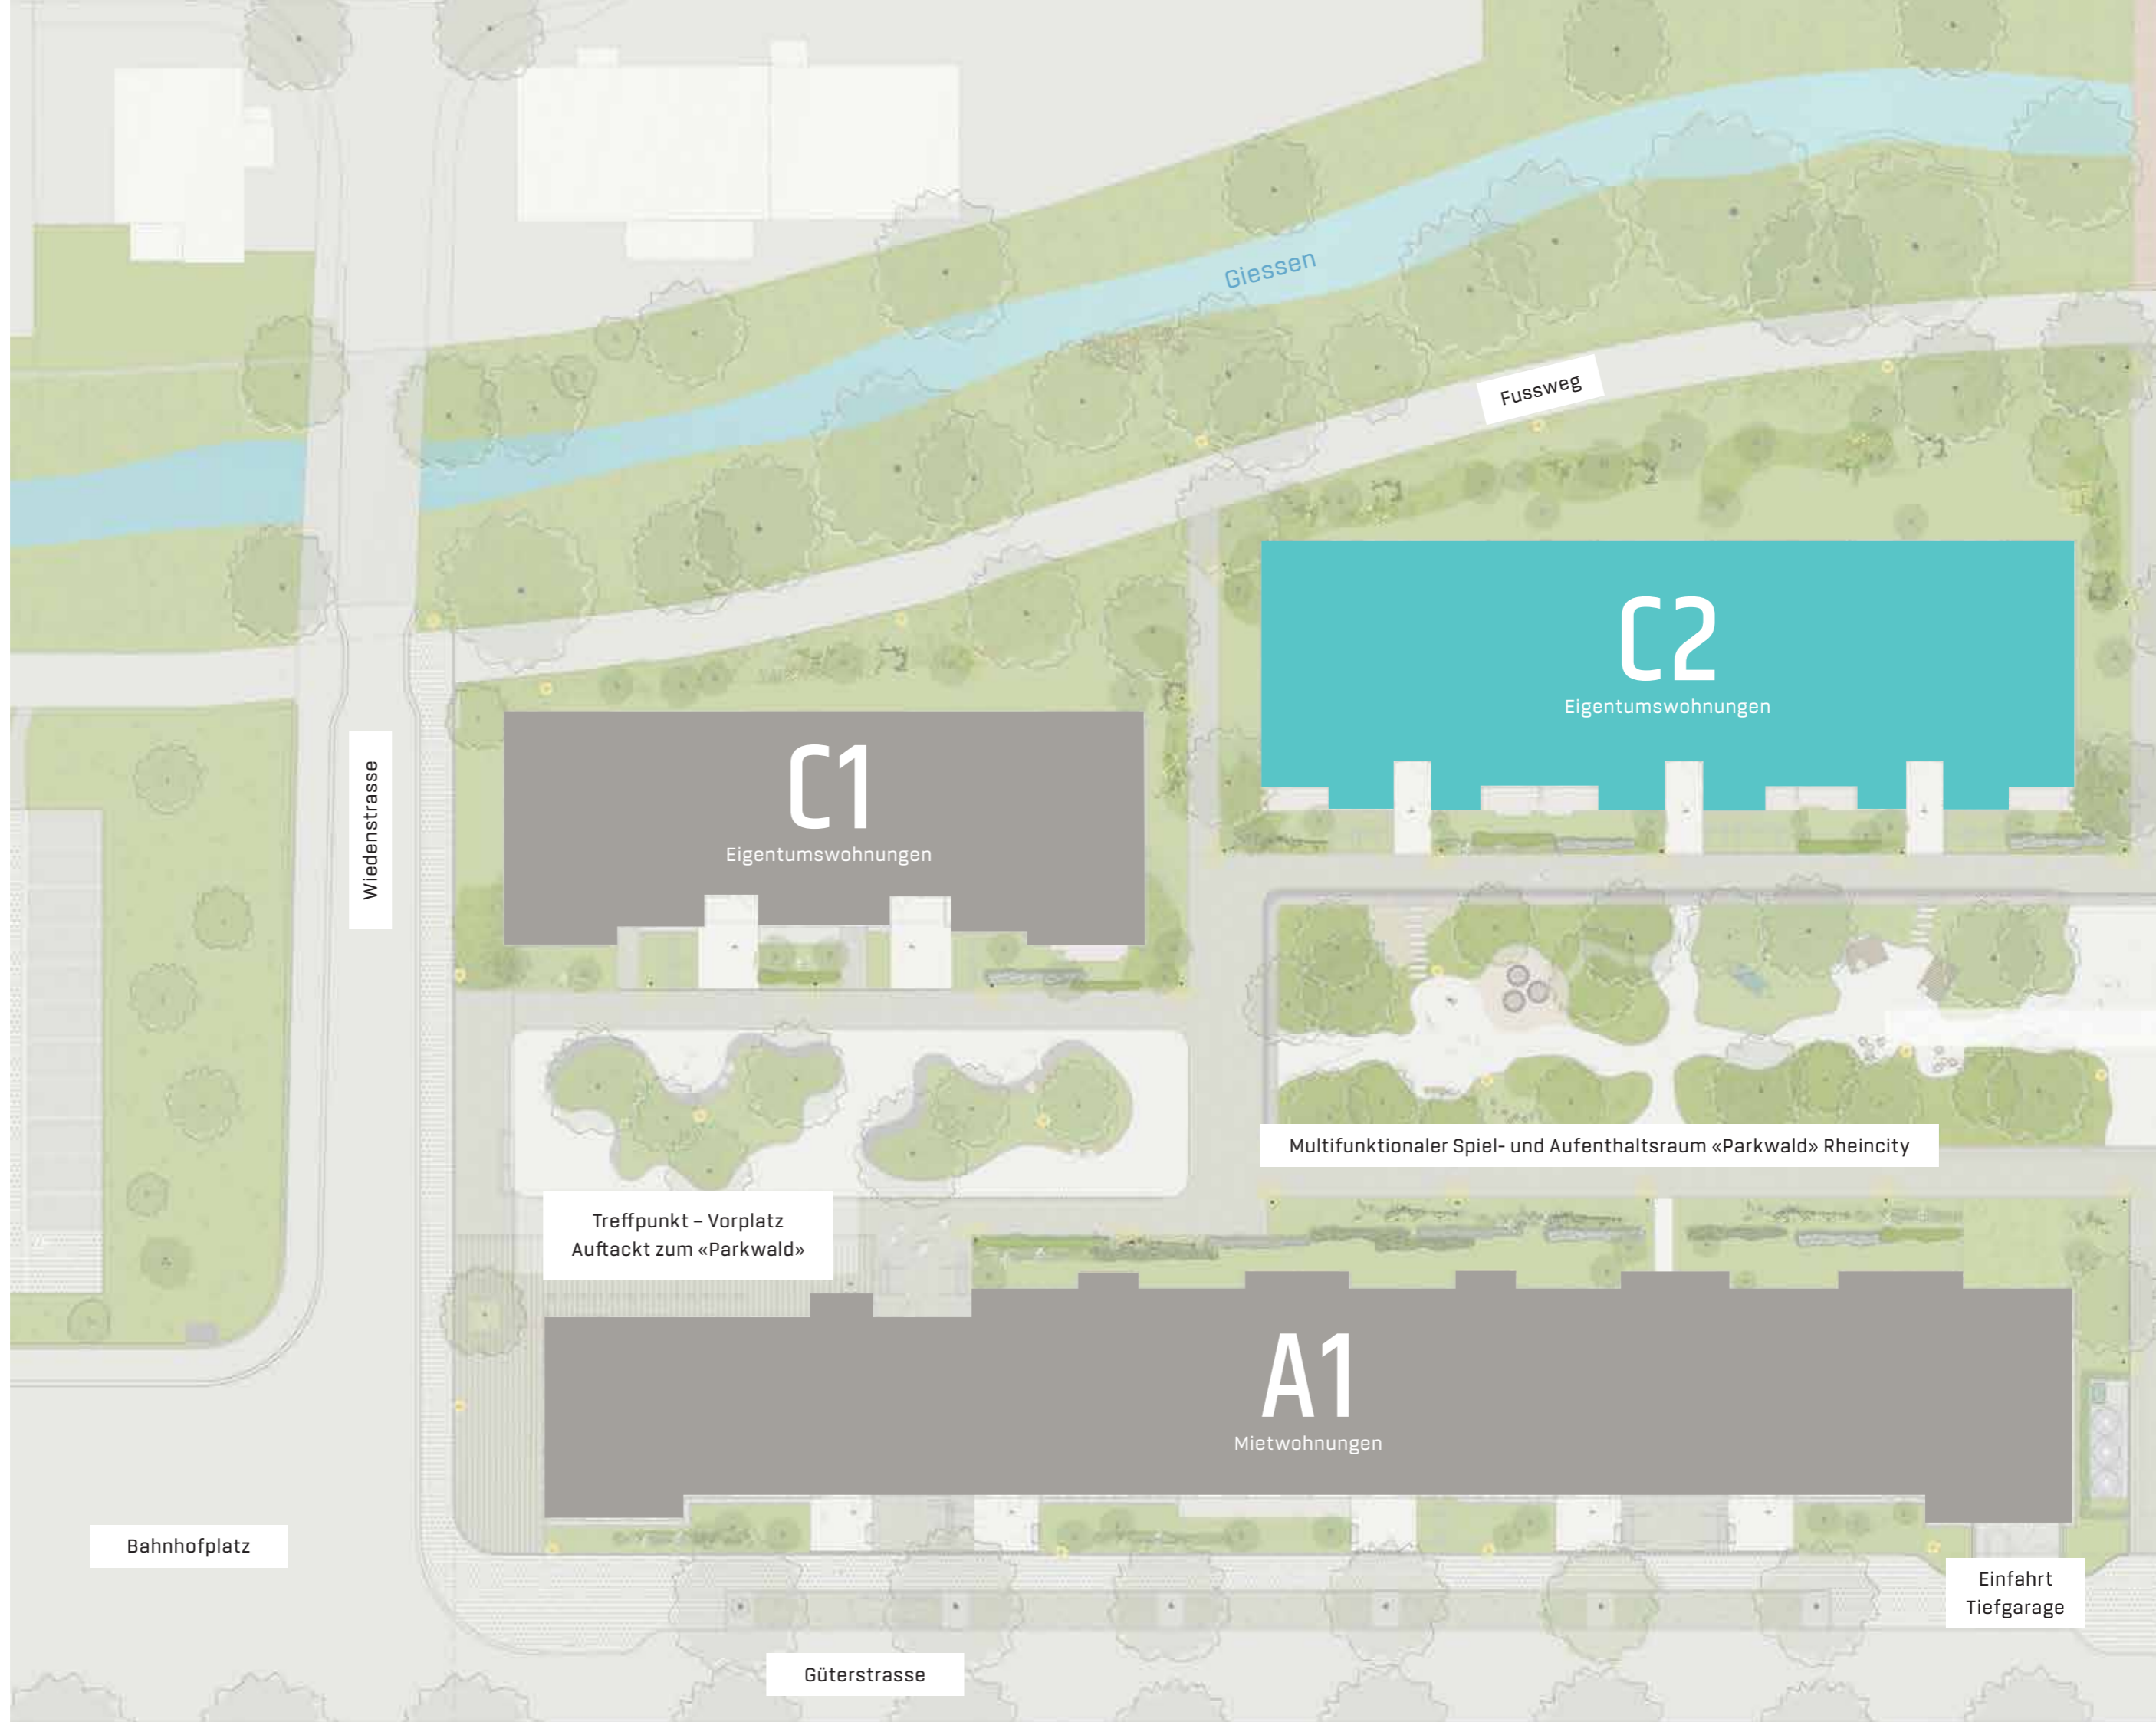 Giessen
Fussweg
C2
Eigentumswohnungen
C1
Eigentumswohnungen
Wiedenstrasse
Multifunktionaler Spiel- und Aufenthaltsraum «Parkwald» Rheincity
Treffpunkt – Vorplatz
Auftackt zum «Parkwald»
A1
Mietwohnungen
Bahnhofplatz
Einfahrt
Tiefgarage
Güterstrasse